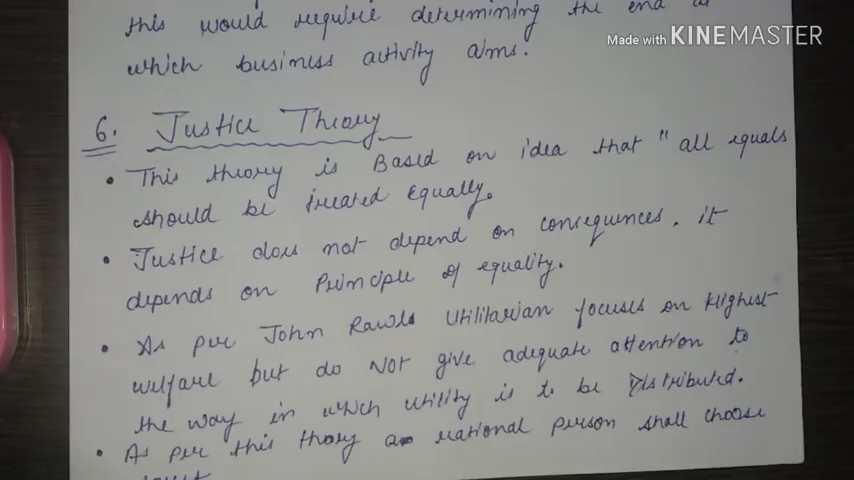 this would require determining the end at
Made with KINEMASTER
which business activity aims.
6. Justice Theory
• This theory is Based on idea that "all equals
should be treated Equally.
• Justice does not depend on consequences. it
depends on Principle of equality.
• As per John Rawls Utilitarian focuses on Highest
welfare but do Not give adequate attention to
the way in which utility is to be Distributed.
• As per this theory a rational person shall choose